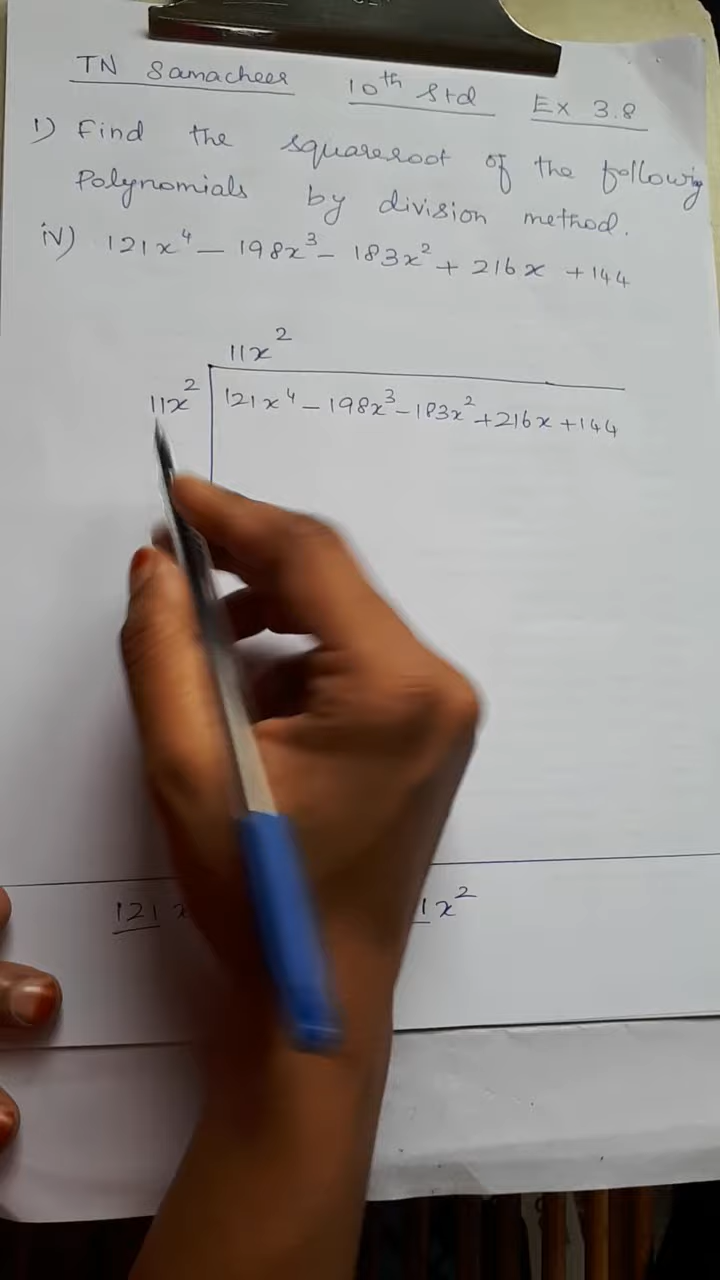 TN Samacheer 10th Std Ex 3.8
1) Find the squareroot of the following
Polynomials by division method.
iv) 121x⁴ – 198x³ – 183x² + 216x + 144
11x²
11x² 121x⁴ – 198x³ – 183x² + 216x + 144
121 x²